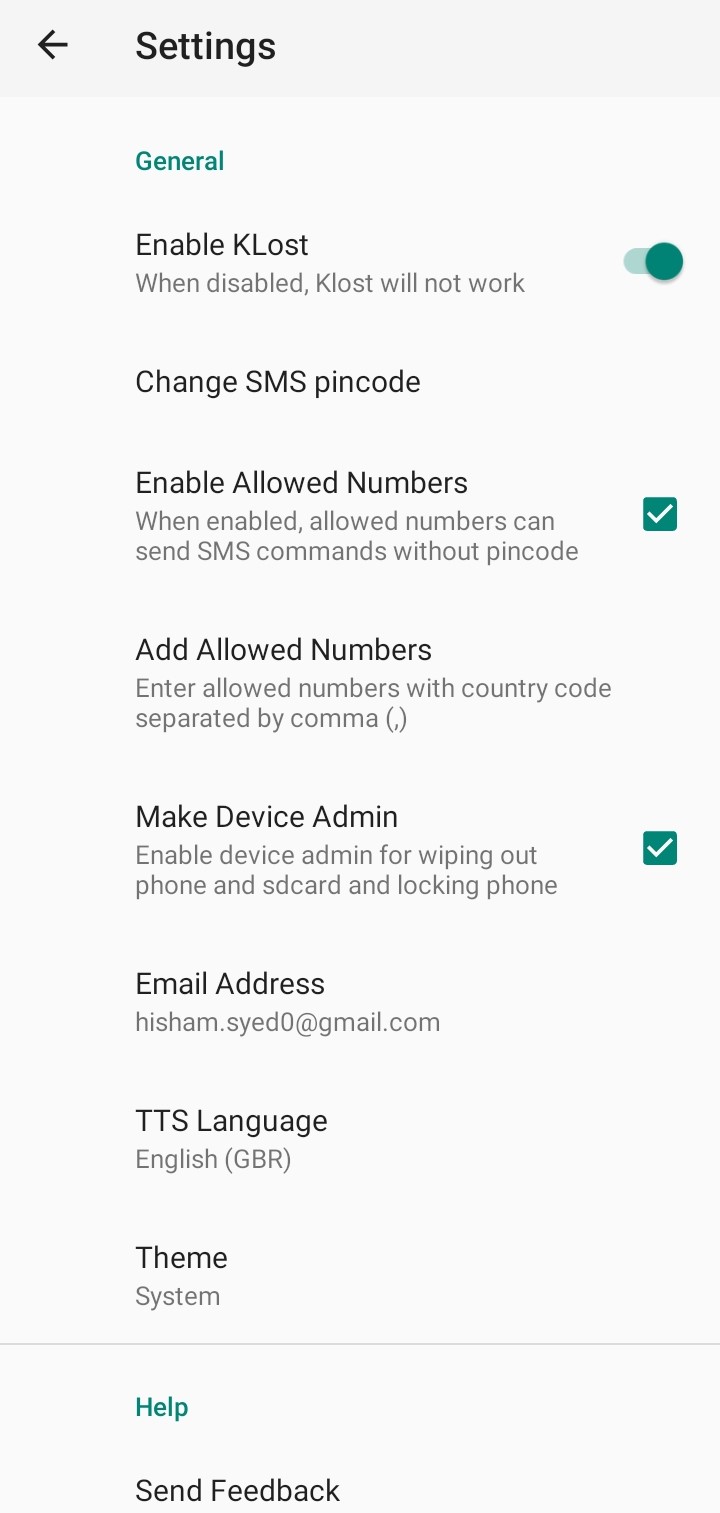 Settings
General
Enable KLost
When disabled, Klost will not work
Change SMS pincode
Enable Allowed Numbers
When enabled, allowed numbers can
send SMS commands without pincode
Add Allowed Numbers
Enter allowed numbers with country code
separated by comma (,)
Make Device Admin
Enable device admin for wiping out
phone and sdcard and locking phone
Email Address
hisham.syed0@gmail.com
TTS Language
English (GBR)
Theme
System
Help
Send Feedback